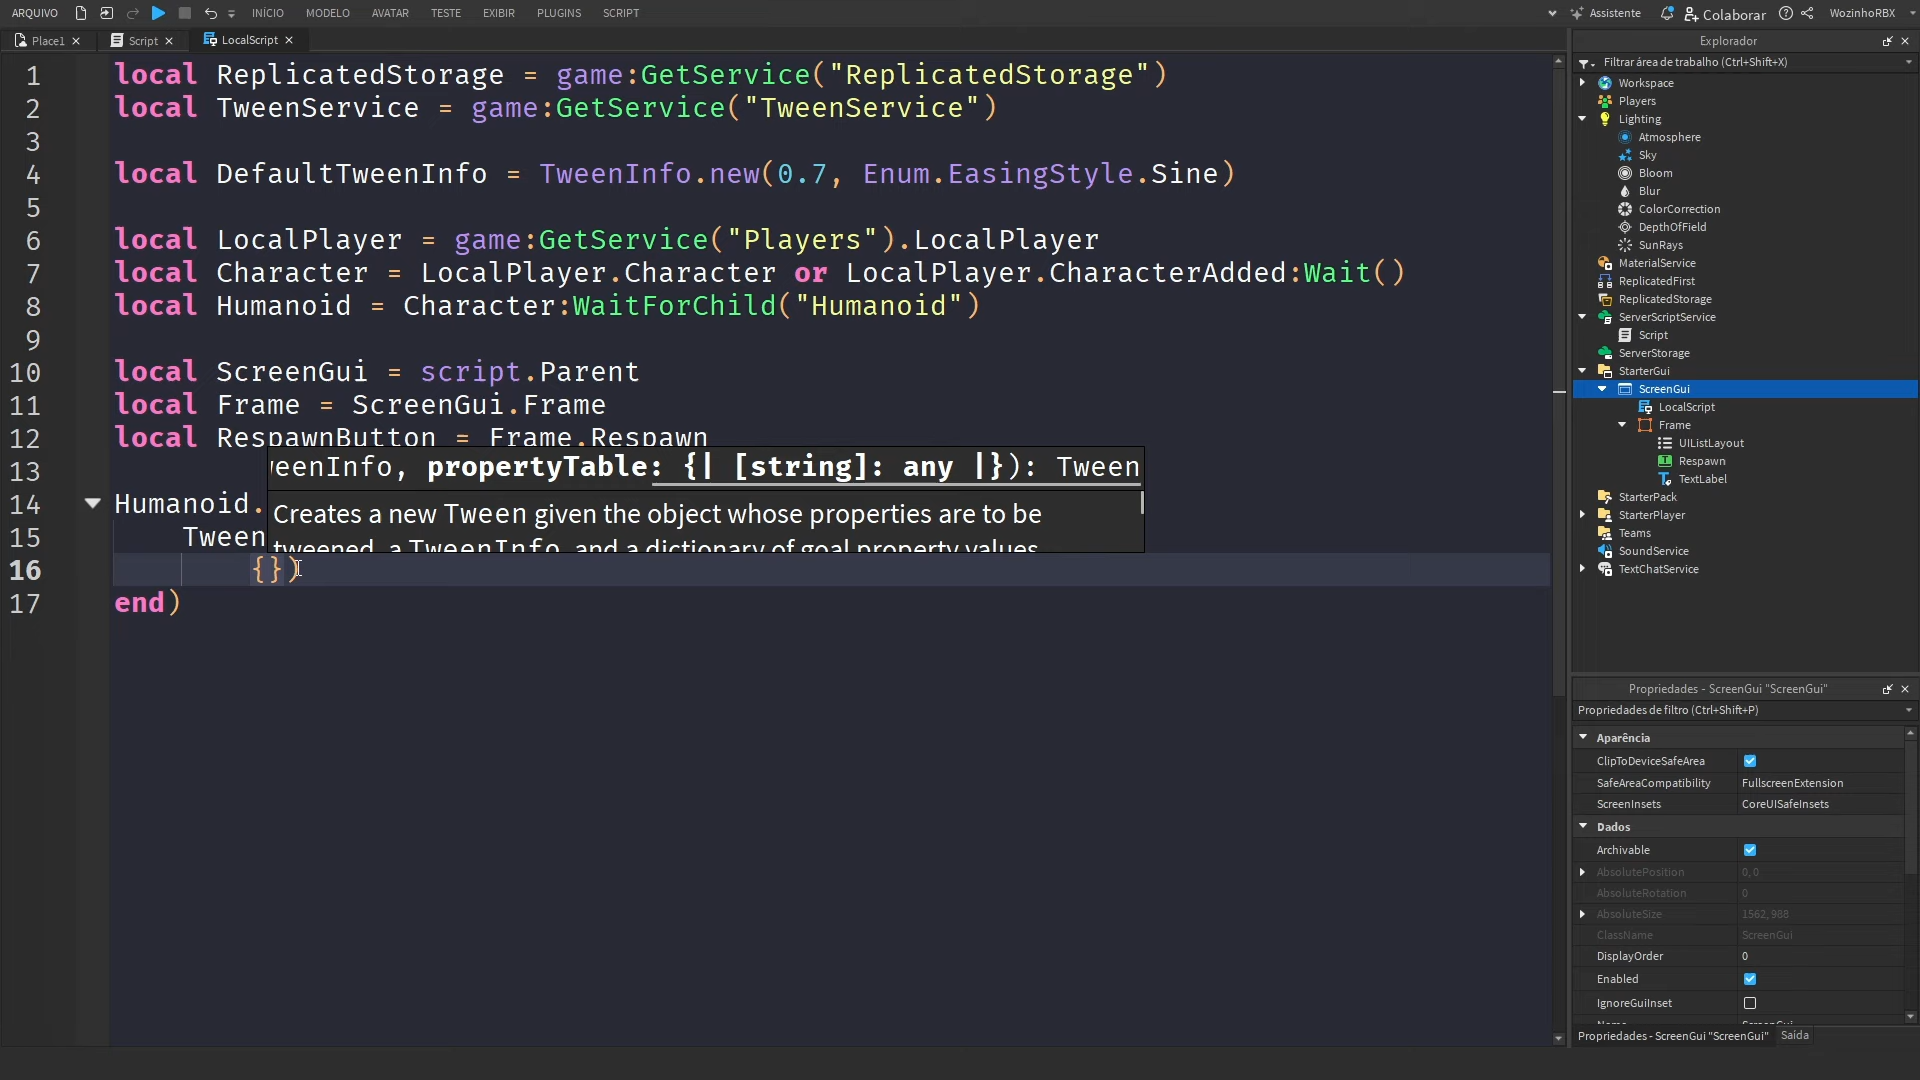 ARQUIVO INÍCIO MODELO AVATAR TESTE EXIBIR PLUGINS SCRIPT Assistente Colaborar WozinhoRBX
Place1 Script LocalScript
1 local ReplicatedStorage = game:GetService("ReplicatedStorage")
2 local TweenService = game:GetService("TweenService")
3
4 local DefaultTweenInfo = TweenInfo.new(0.7, Enum.EasingStyle.Sine)
5
6 local LocalPlayer = game:GetService("Players").LocalPlayer
7 local Character = LocalPlayer.Character or LocalPlayer.CharacterAdded:Wait()
8 local Humanoid = Character:WaitForChild("Humanoid")
9
10 local ScreenGui = script.Parent
11 local Frame = ScreenGui.Frame
12 local RespawnButton = Frame.Respawn
13
14 Humanoid.
15 Tween
16 {})
17 end)
eenInfo, propertyTable: {| [string]: any |}): Tween
Creates a new Tween given the object whose properties are to be
tweened, a TweenInfo, and a dictionary of goal property values
Explorador
Filtrar área de trabalho (Ctrl+Shift+X)
Workspace
Players
Lighting
Atmosphere
Sky
Bloom
Blur
ColorCorrection
DepthOfField
SunRays
MaterialService
ReplicatedFirst
ReplicatedStorage
ServerScriptService
Script
ServerStorage
StarterGui
ScreenGui
LocalScript
Frame
UIListLayout
Respawn
TextLabel
StarterPack
StarterPlayer
Teams
SoundService
TextChatService
Propriedades - ScreenGui "ScreenGui"
Propriedades de filtro (Ctrl+Shift+P)
Aparência
ClipToDeviceSafeArea
SafeAreaCompatibility FullscreenExtension
ScreenInsets CoreUISafeInsets
Dados
Archivable
AbsolutePosition 0, 0
AbsoluteRotation 0
AbsoluteSize 1562, 988
ClassName ScreenGui
DisplayOrder 0
Enabled
IgnoreGuiInset
Propriedades - ScreenGui "ScreenGui" Saída